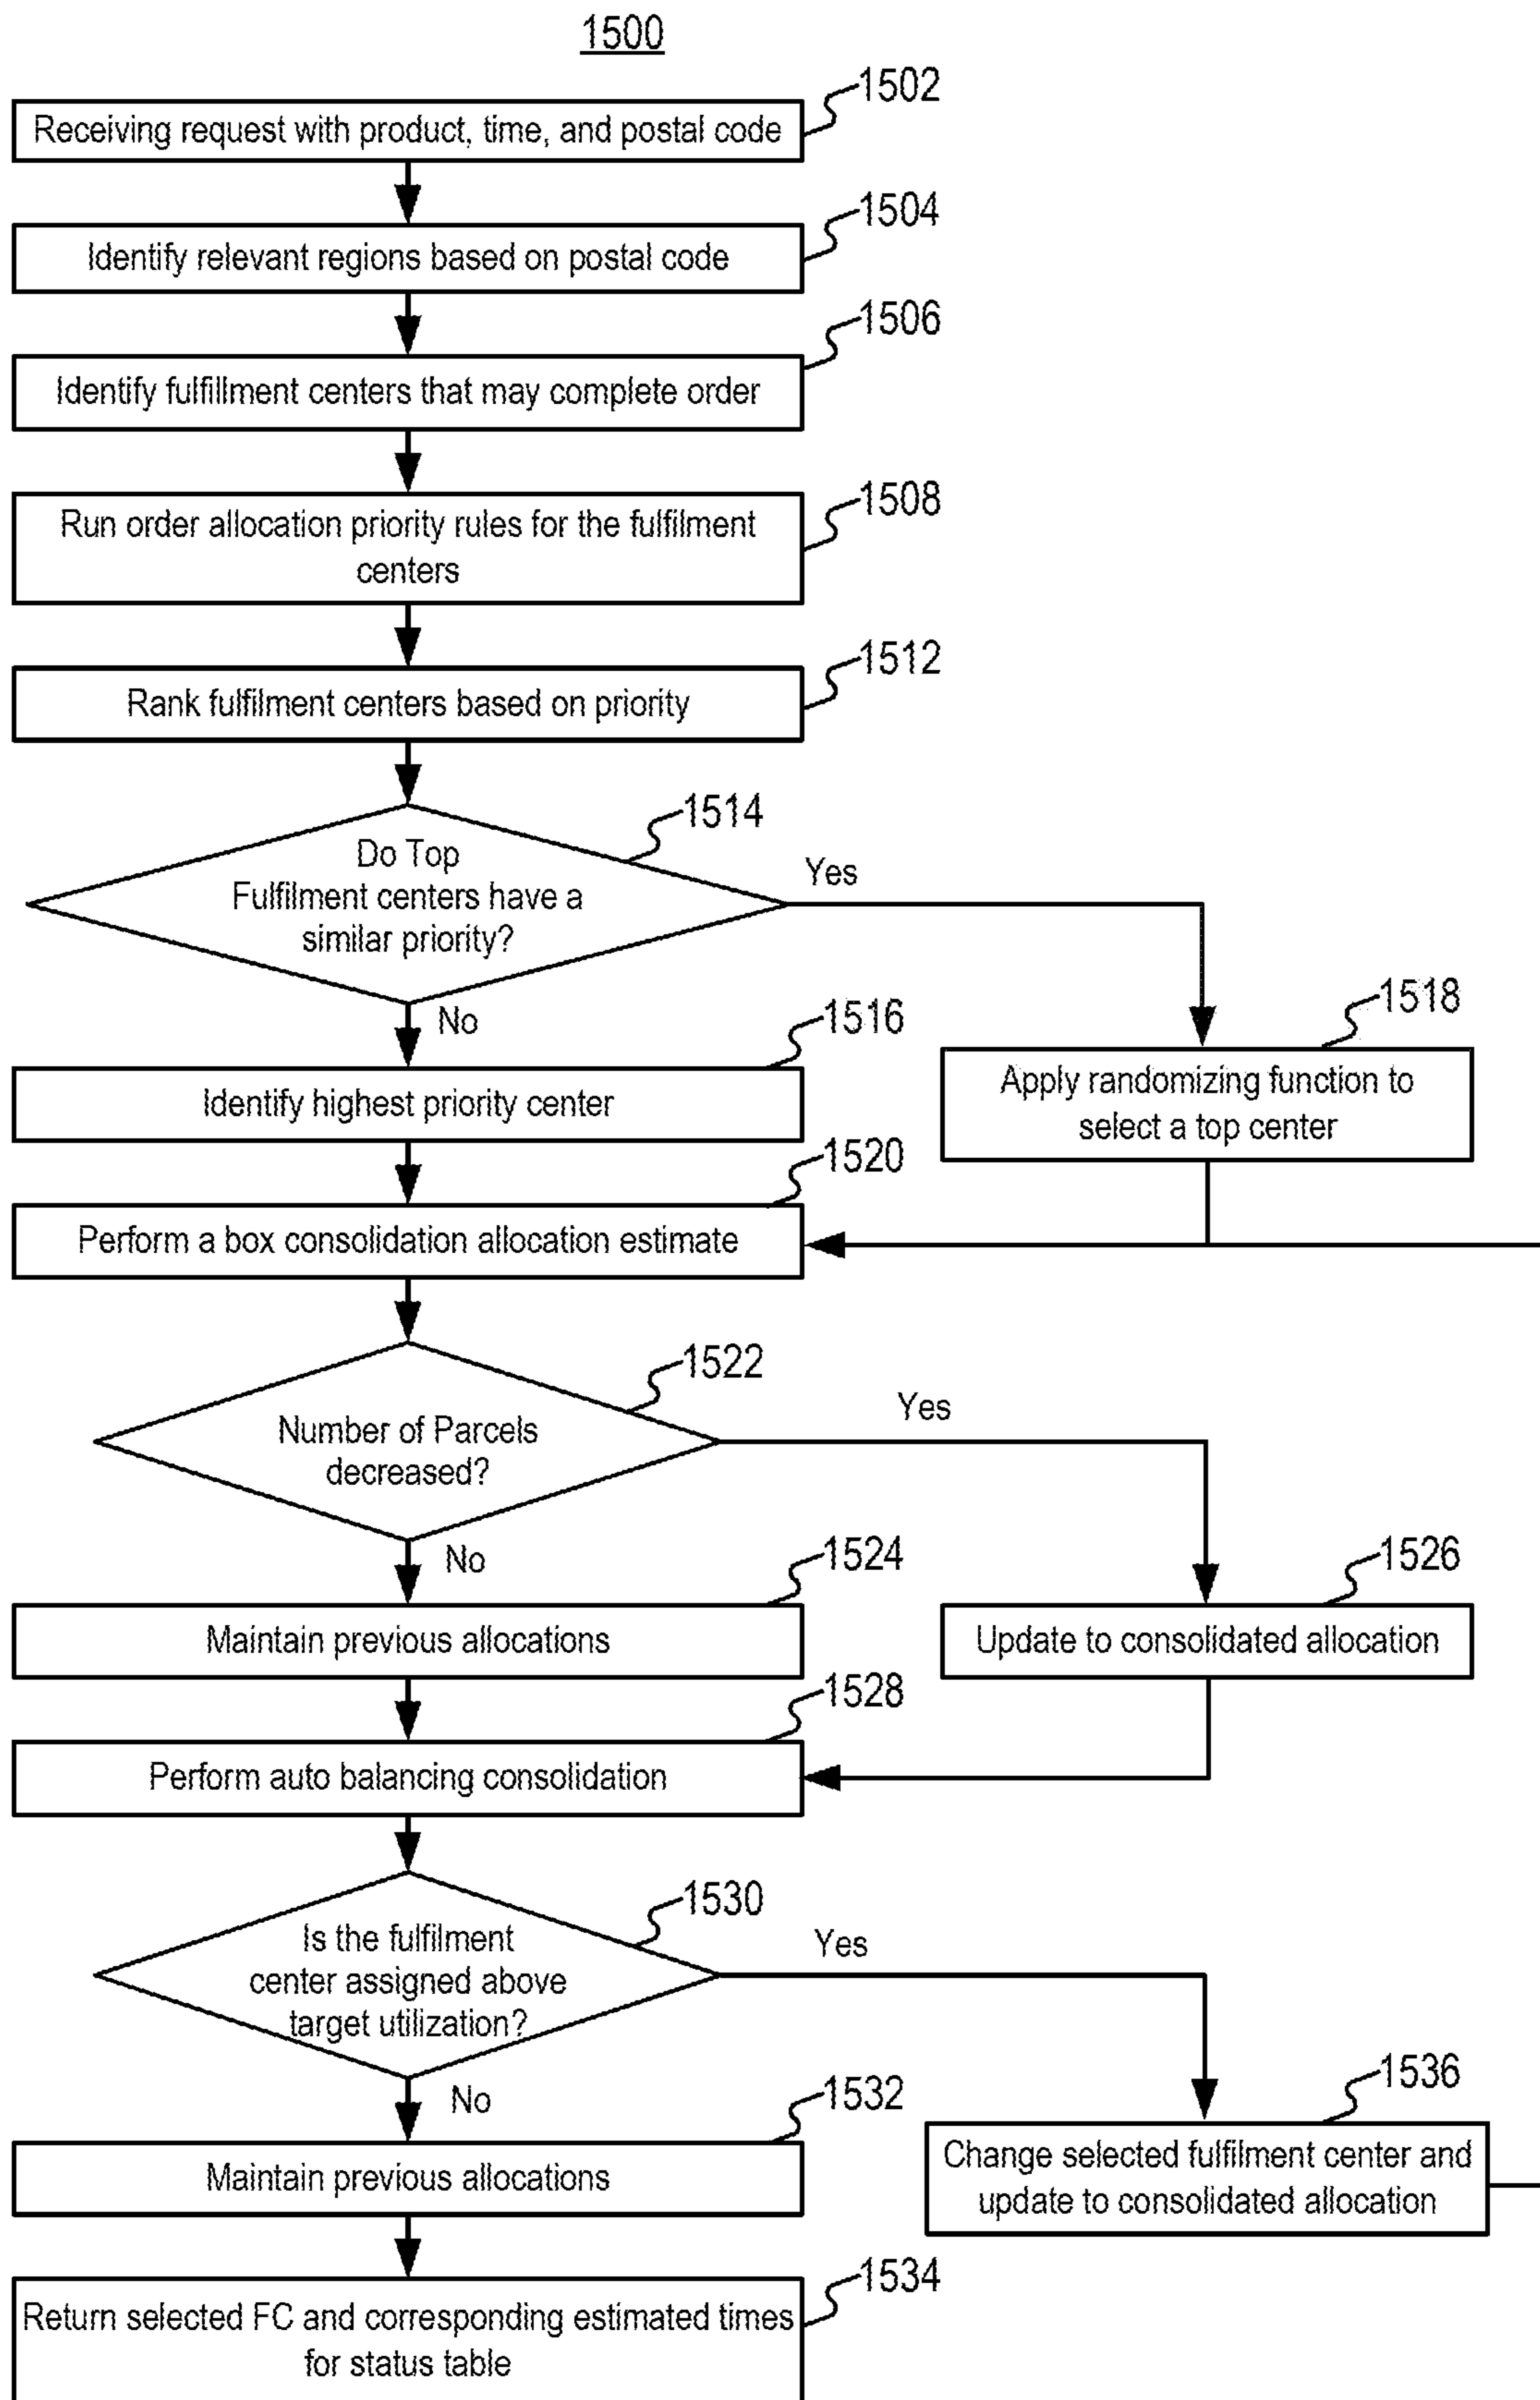 1500
1502
Receiving request with product, time, and postal code
1504
Identify relevant regions based on postal code
1506
Identify fulfillment centers that may complete order
1508
Run order allocation priority rules for the fulfilment
centers
1512
Rank fulfilment centers based on priority
1514
Do Top
Fulfilment centers have a
similar priority?
Yes
No
1516
Identify highest priority center
1518
Apply randomizing function to
select a top center
1520
Perform a box consolidation allocation estimate
1522
Number of Parcels
decreased?
Yes
No
1524
Maintain previous allocations
1526
Update to consolidated allocation
1528
Perform auto balancing consolidation
1530
Is the fulfilment
center assigned above
target utilization?
Yes
No
1532
Maintain previous allocations
1536
Change selected fulfilment center and
update to consolidated allocation
1534
Return selected FC and corresponding estimated times
for status table